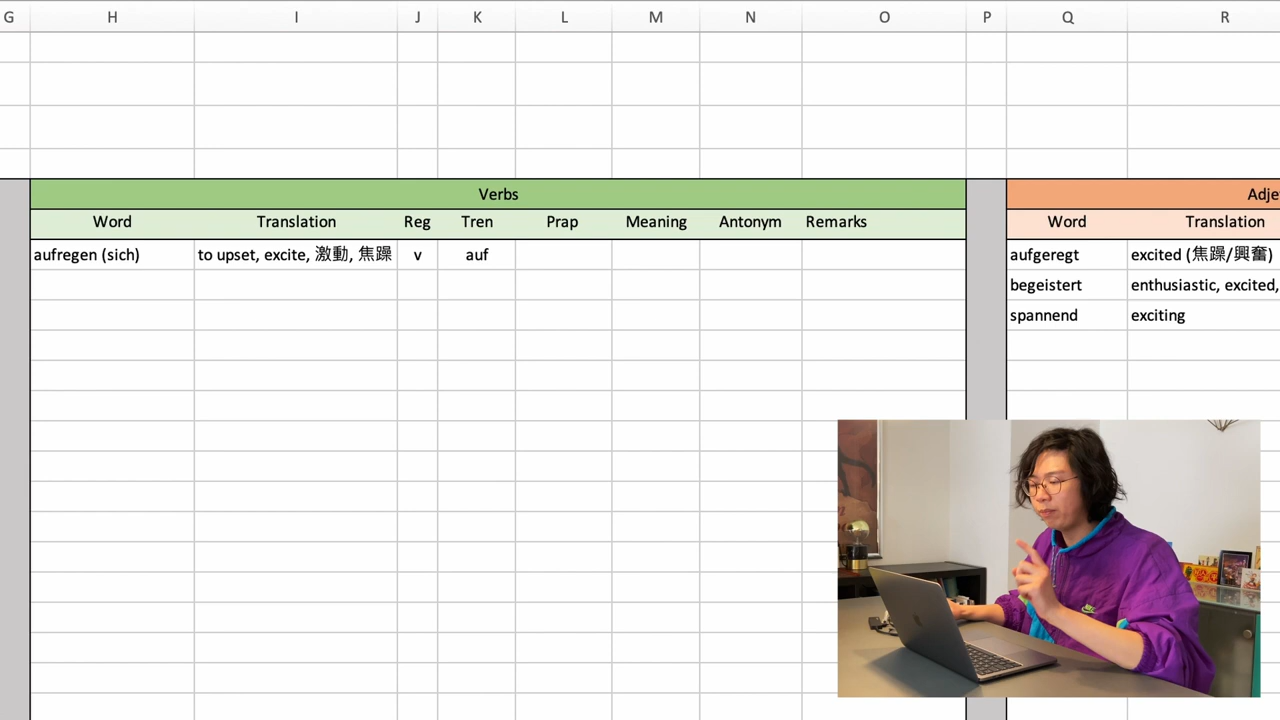 G H I J K L M N O P Q R
Verbs Adje
Word Translation Reg Tren Prap Meaning Antonym Remarks Word Translation
aufregen (sich) to upset, excite, 激動, 焦躁 v auf aufgeregt excited (焦躁/興奮)
begeistert enthusiastic, excited,
spannend exciting